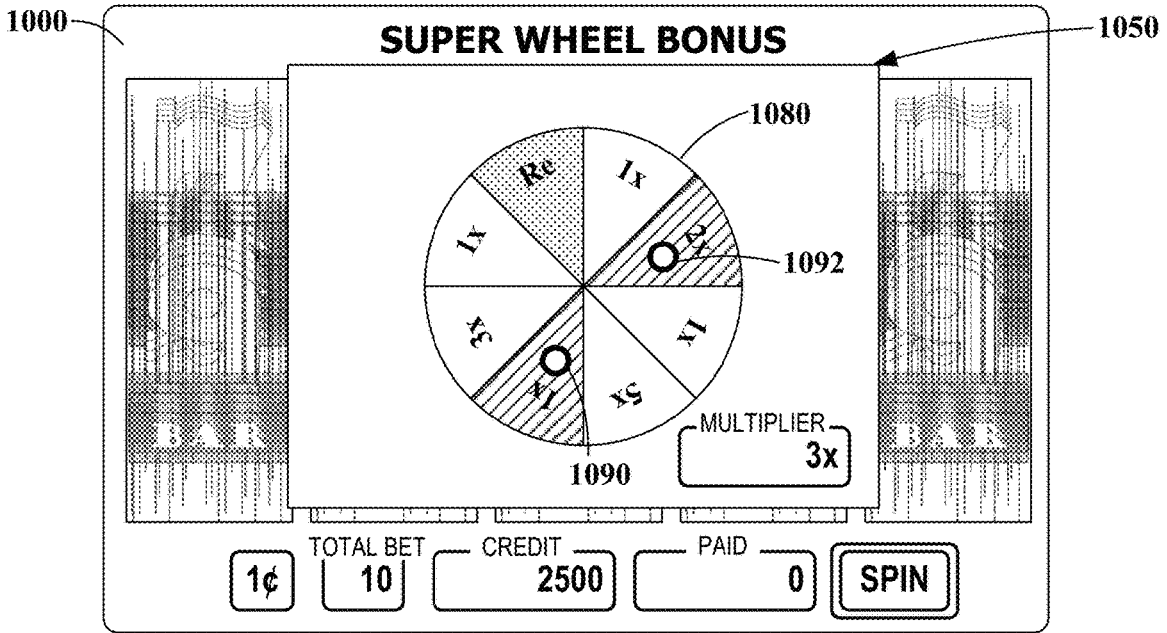 1000
SUPER WHEEL BONUS
1050
1080
Re
1x
1x
2x
1092
3x
1x
1x
5x
BAR
BAR
MULTIPLIER
3x
1090
TOTAL BET
CREDIT
PAID
1¢
10
2500
0
SPIN